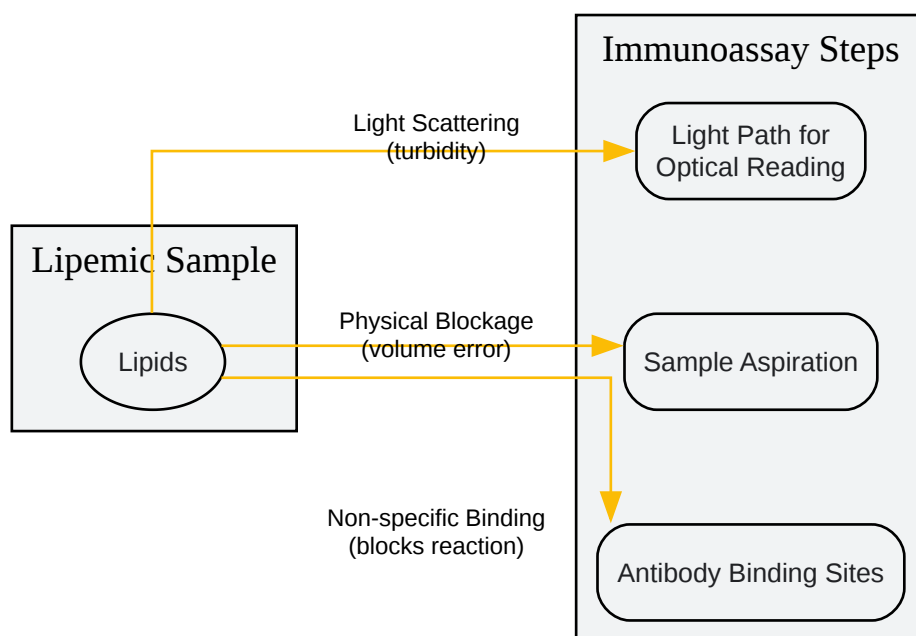 Immunoassay Steps
Light Scattering
(turbidity)
Light Path for
Optical Reading
Lipemic Sample
Lipids
Physical Blockage
(volume error)
Sample Aspiration
Non-specific Binding
(blocks reaction)
Antibody Binding Sites